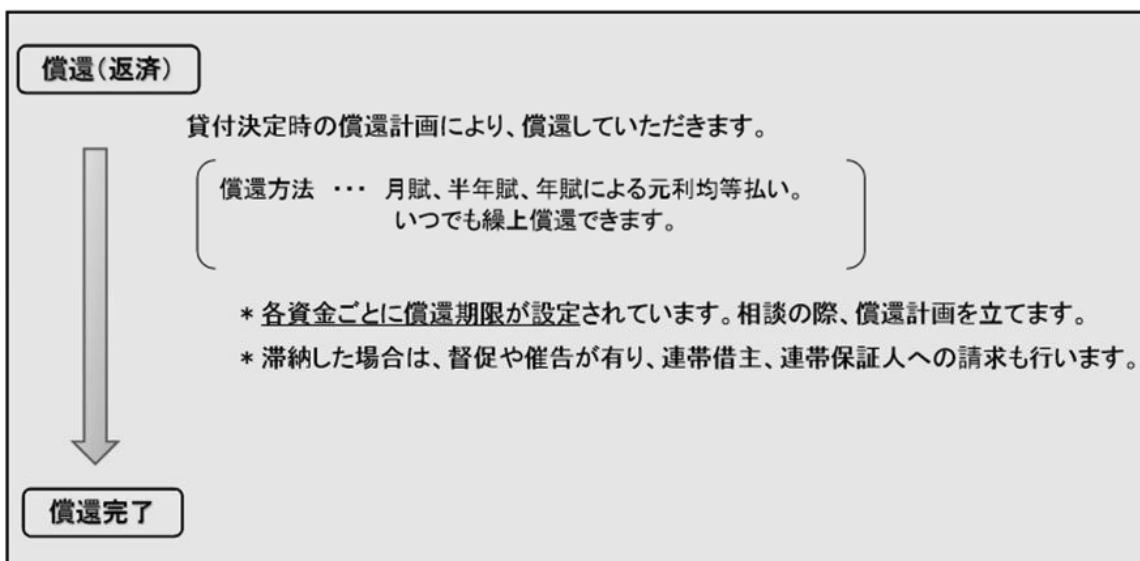 償還(返済)
貸付決定時の償還計画により、償還していただきます。
償還方法 ・・・ 月賦、半年賦、年賦による元利均等払い。
いつでも繰上償還できます。
* 各資金ごとに償還期限が設定されています。相談の際、償還計画を立てます。
* 滞納した場合は、督促や催告が有り、連帯借主、連帯保証人への請求も行います。
償還完了